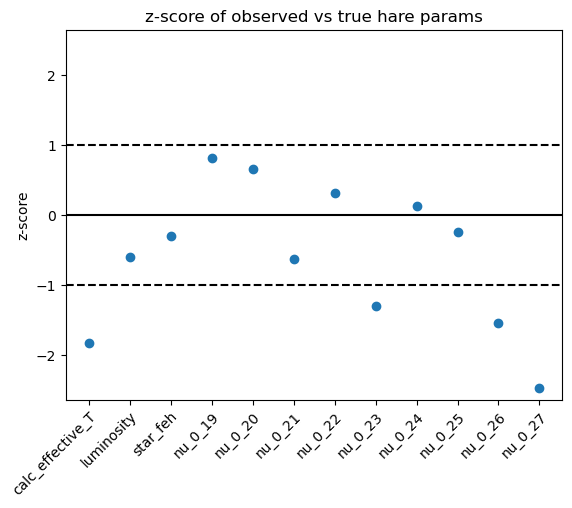 z-score of observed vs true hare params
z-score
2
1
0
−1
−2
calc_effective_T
luminosity
star_feh
nu_0_19
nu_0_20
nu_0_21
nu_0_22
nu_0_23
nu_0_24
nu_0_25
nu_0_26
nu_0_27